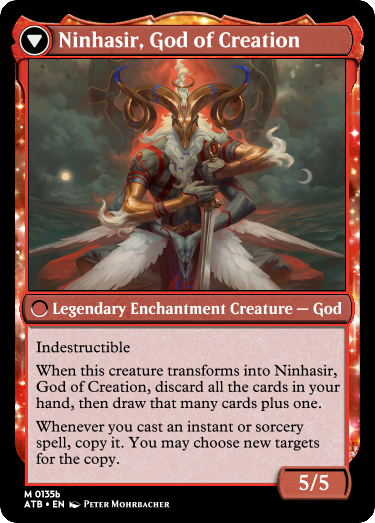 Ninhasir, God of Creation
Legendary Enchantment Creature — God
Indestructible
When this creature transforms into Ninhasir,
God of Creation, discard all the cards in your
hand, then draw that many cards plus one.
Whenever you cast an instant or sorcery
spell, copy it. You may choose new targets
for the copy.
5/5
M 0135b
ATB • EN Peter Mohrbacher